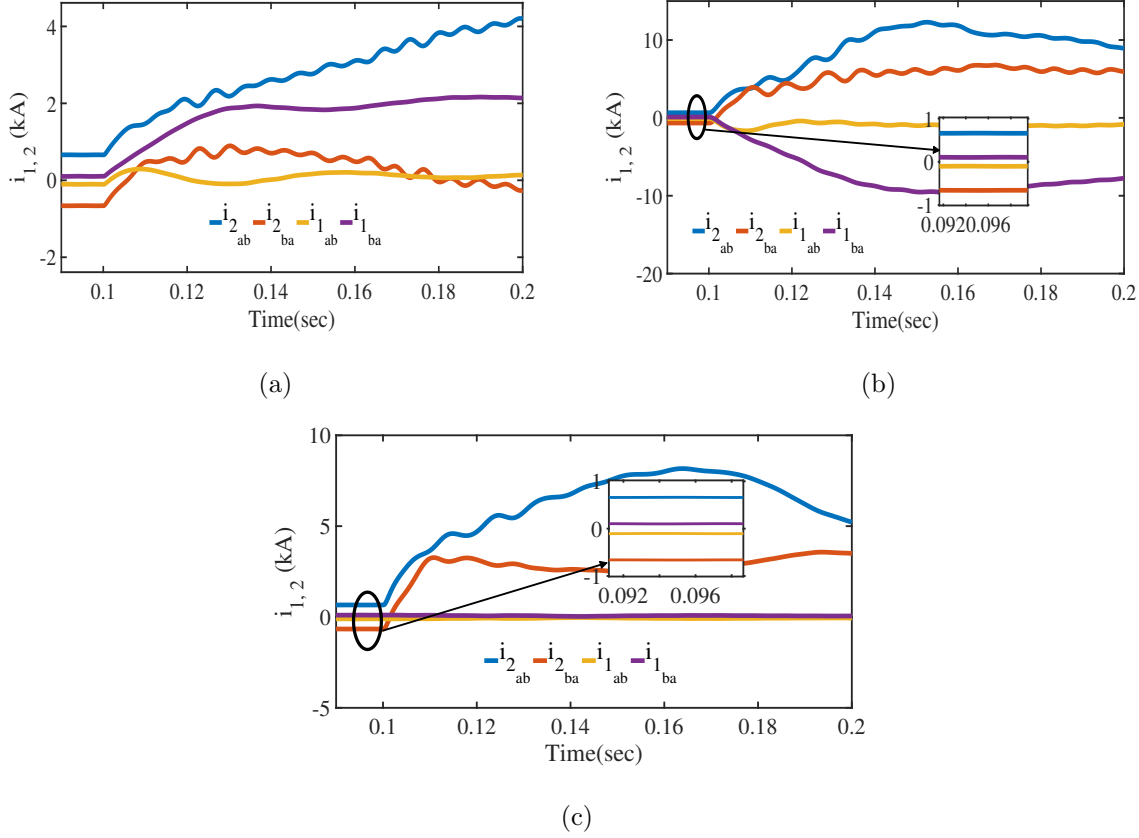 4
2
0
-2
i1, 2 (kA)
0.1 0.12 0.14 0.16 0.18 0.2
Time(sec)
i2ab i2ba i1ab i1ba
(a)
10
0
-10
-20
i1, 2 (kA)
1
0
-1
0.0920.096
i2ab i2ba i1ab i1ba
0.1 0.12 0.14 0.16 0.18 0.2
Time(sec)
(b)
10
5
0
-5
i1, 2 (kA)
1
0
-1
0.092 0.096
i2ab i2ba i1ab i1ba
0.1 0.12 0.14 0.16 0.18 0.2
Time(sec)
(c)